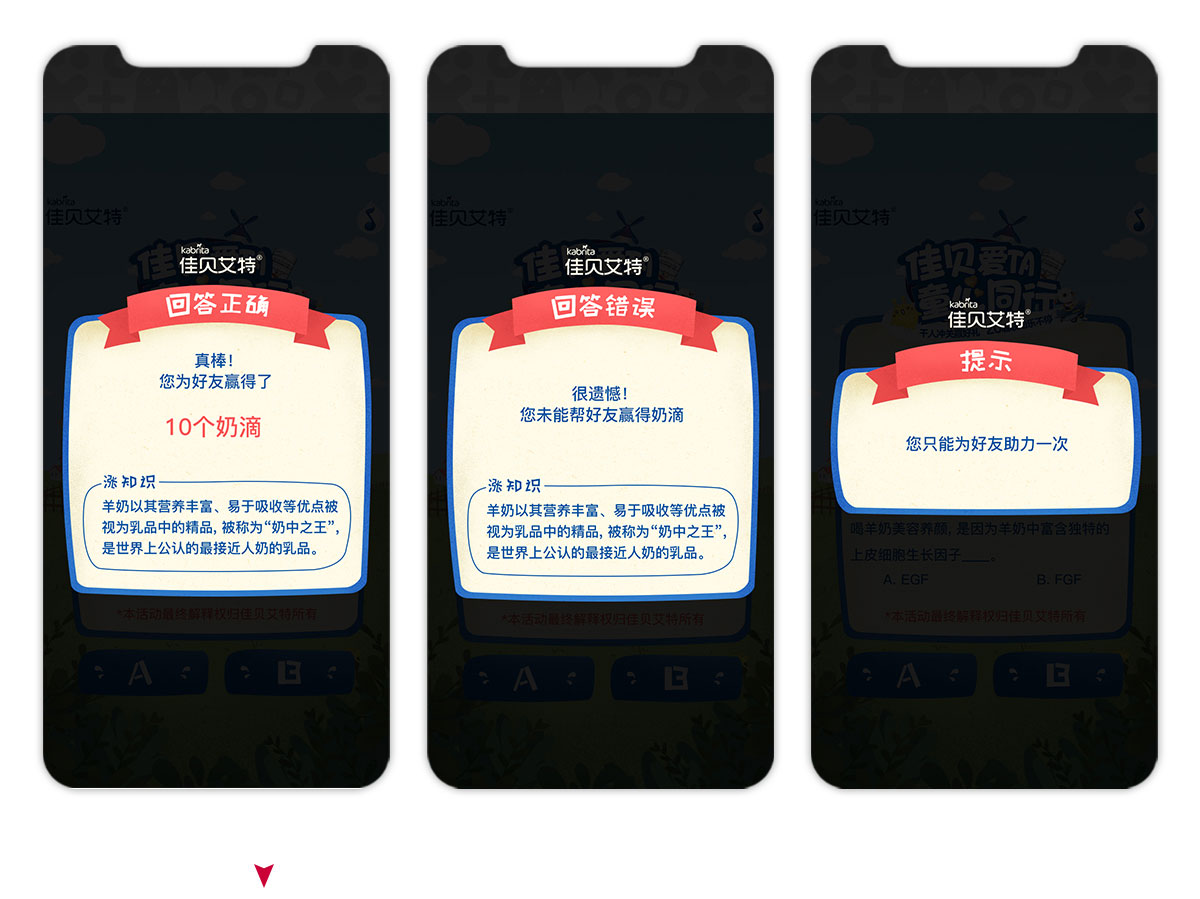 kabrita
佳贝艾特®
kabrita
佳贝艾特®
回答正确
真棒！
您为好友赢得了
10个奶滴
涨知识
羊奶以其营养丰富、易于吸收等优点被
视为乳品中的精品，被称为“奶中之王”，
是世界上公认的最接近人奶的乳品。
*本活动最终解释权归佳贝艾特所有
A
B
kabrita
佳贝艾特®
kabrita
佳贝艾特®
回答错误
很遗憾！
您未能帮好友赢得奶滴
涨知识
羊奶以其营养丰富、易于吸收等优点被
视为乳品中的精品，被称为“奶中之王”，
是世界上公认的最接近人奶的乳品。
*本活动最终解释权归佳贝艾特所有
A
B
kabrita
佳贝艾特®
佳贝爱TA
童心同行
kabrita
佳贝艾特®
提示
您只能为好友助力一次
喝羊奶美容养颜，是因为羊奶中富含独特的
上皮细胞生长因子____。
A. EGF B. FGF
*本活动最终解释权归佳贝艾特所有
A
B